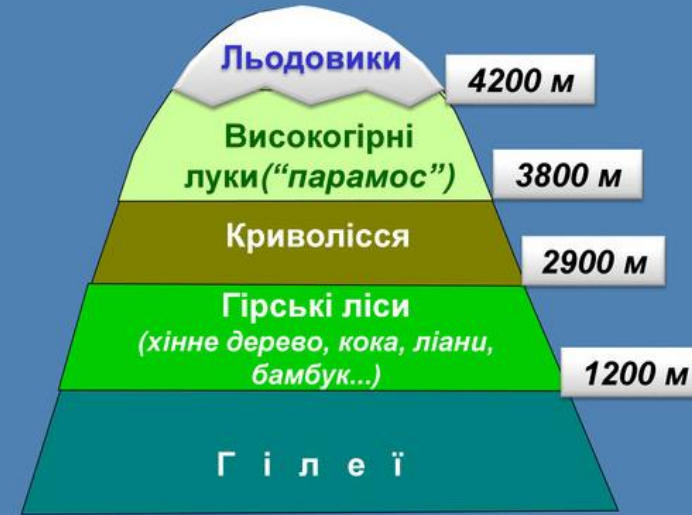 Льодовики
4200 м
Високогірні
луки(“парамос”)
3800 м
Криволісся
2900 м
Гірські ліси
(хінне дерево, кока, ліани,
бамбук...)
1200 м
Г і л е ї